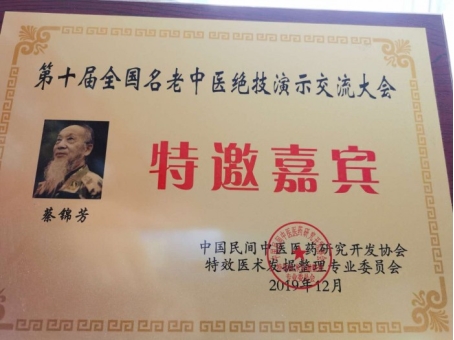 第十届全国名老中医绝技演示交流大会
特邀嘉宾
蔡锦芳
中国民间中医医药研究开发协会
特效医术发掘整理专业委员会
2019年12月